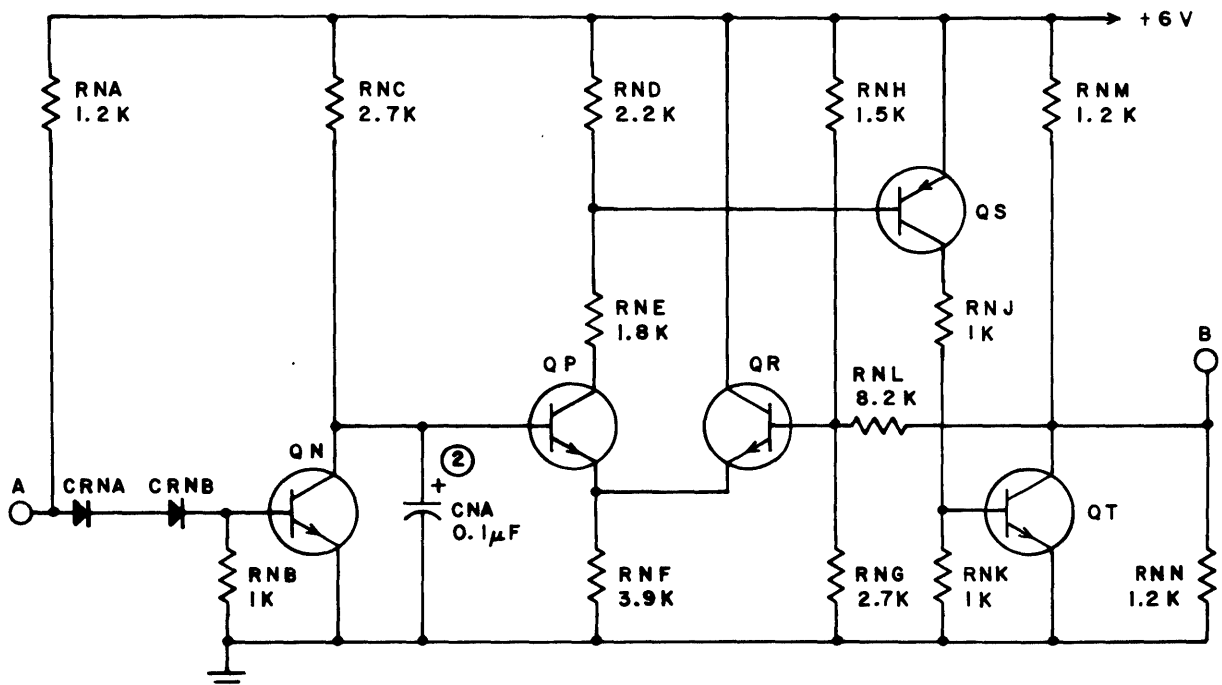 +6V
RNA
1.2K
RNC
2.7K
RND
2.2K
RNH
1.5K
RNM
1.2K
QS
RNE
1.8K
RNJ
1K
B
QP
QR
RNL
8.2K
QN
2
+
A
CRNA
CRNB
CNA
0.1μF
QT
RNB
1K
RNF
3.9K
RNG
2.7K
RNK
1K
RNN
1.2K